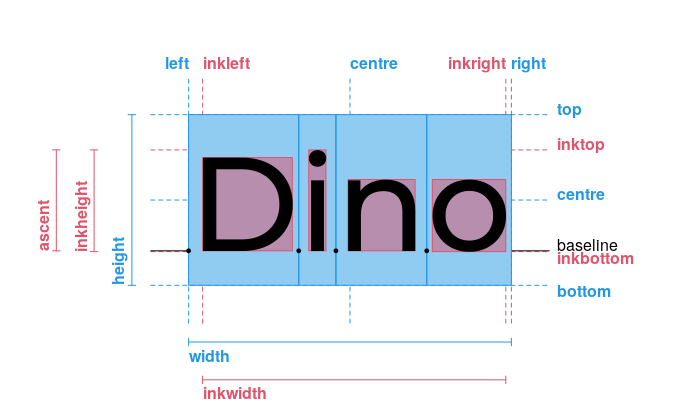 left inkleft centre inkright right
top
inktop
centre
baseline
inkbottom
bottom
Dino
ascent
inkheight
height
width
inkwidth